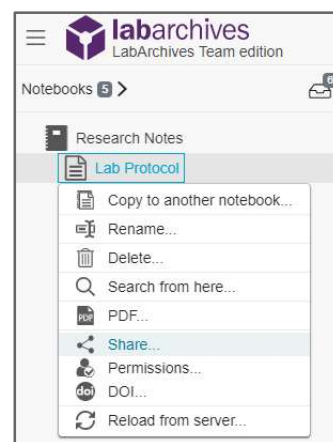 labarchives
LabArchives Team edition
Notebooks 5 >
6
Research Notes
Lab Protocol
Copy to another notebook...
Rename...
Delete...
Search from here...
PDF PDF...
Share...
Permissions...
doi DOI...
Reload from server...